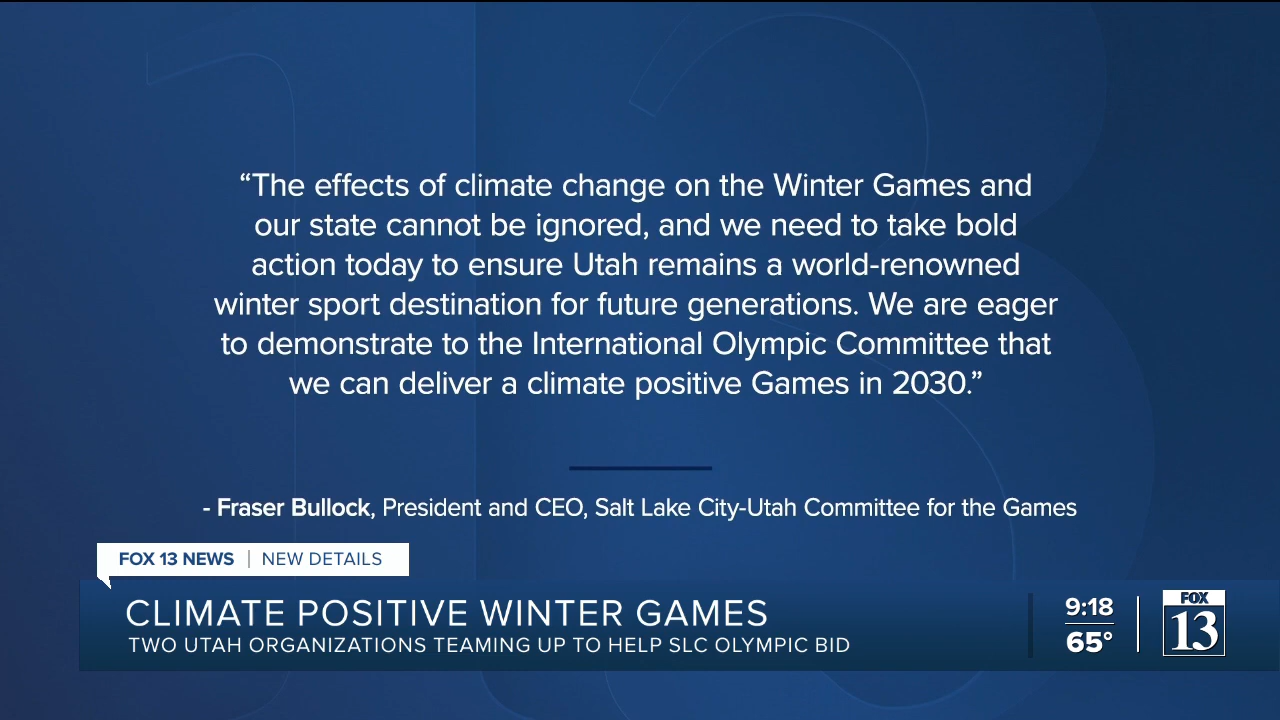 “The effects of climate change on the Winter Games and
our state cannot be ignored, and we need to take bold
action today to ensure Utah remains a world-renowned
winter sport destination for future generations. We are eager
to demonstrate to the International Olympic Committee that
we can deliver a climate positive Games in 2030.”
- Fraser Bullock, President and CEO, Salt Lake City-Utah Committee for the Games
FOX 13 NEWS | NEW DETAILS
CLIMATE POSITIVE WINTER GAMES
TWO UTAH ORGANIZATIONS TEAMING UP TO HELP SLC OLYMPIC BID
9:18
65°
FOX
13